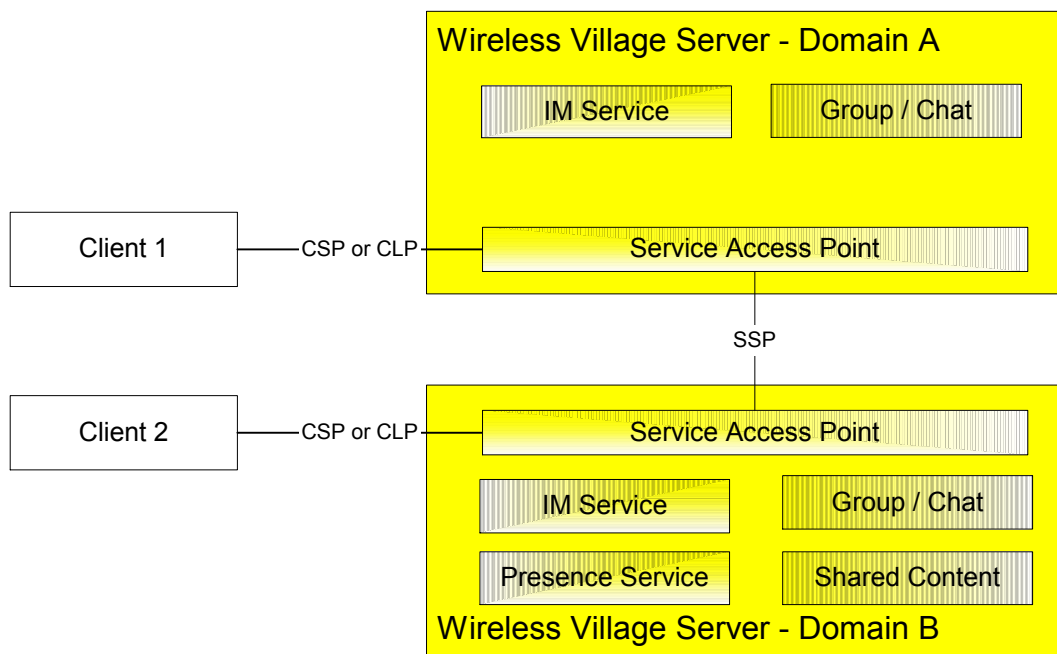 Wireless Village Server - Domain A
IM Service
Group / Chat
Client 1
CSP or CLP
Service Access Point
SSP
Client 2
CSP or CLP
Service Access Point
IM Service
Group / Chat
Presence Service
Shared Content
Wireless Village Server - Domain B